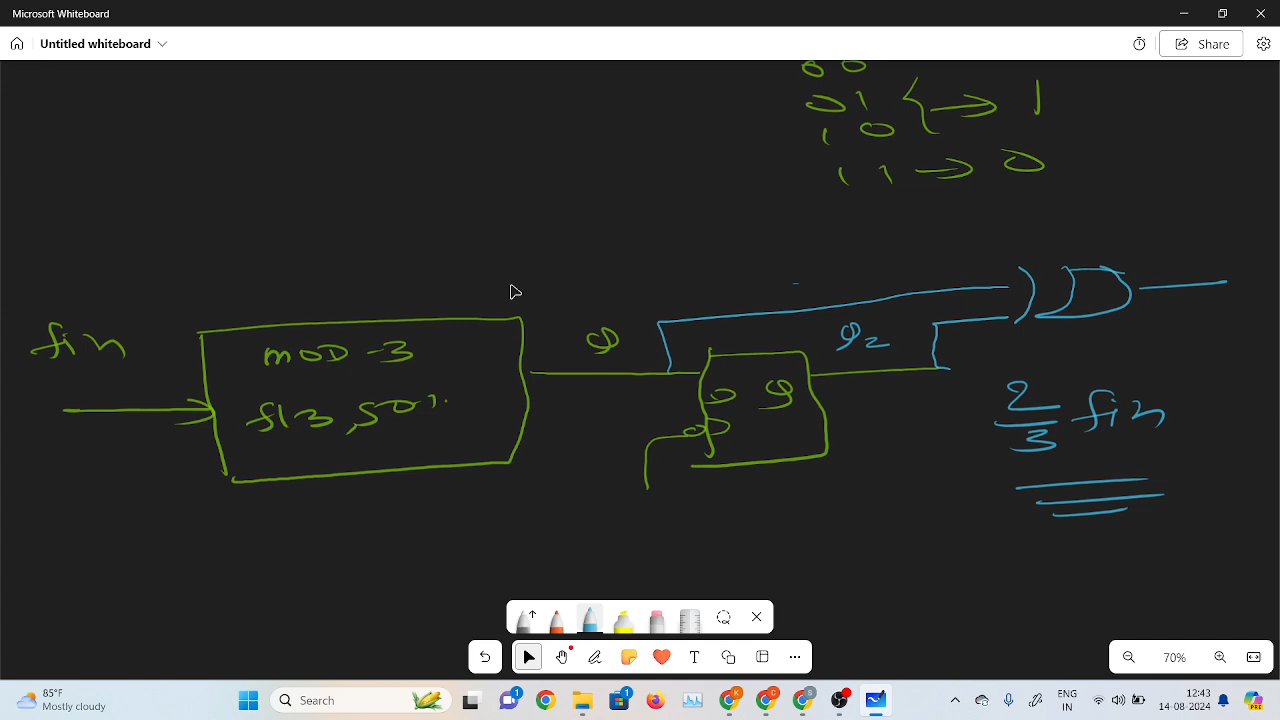 Microsoft Whiteboard
Untitled whiteboard
Share
0 0
0 1 → 1
1 0
1 1 → 0
fin
MOD-3
f/3, 50%
Q
Q2
D Q
2/3 fin
70%
85°F
Mostly cloudy
Search
ENG
IN
12:43
14-08-2024